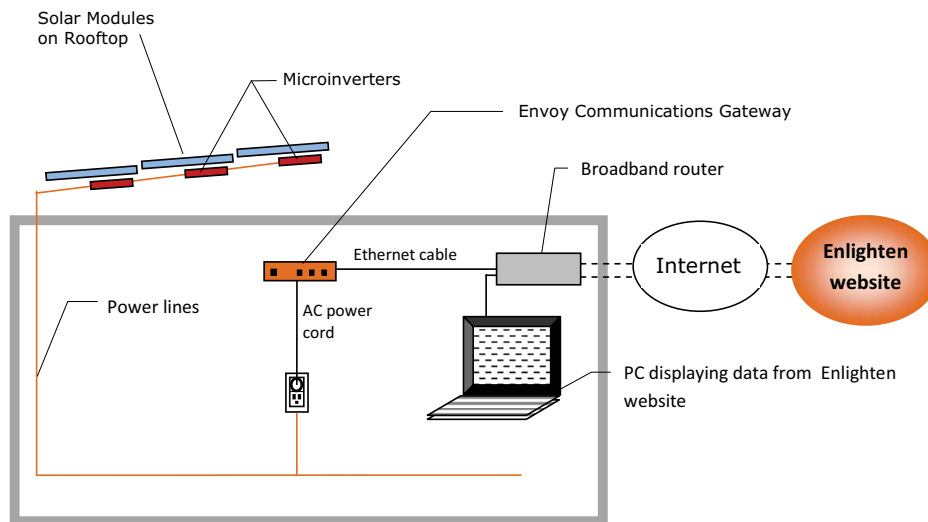 Solar Modules
on Rooftop
Microinverters
Envoy Communications Gateway
Broadband router
Ethernet cable
Internet
Enlighten
website
Power lines
AC power
cord
PC displaying data from Enlighten
website